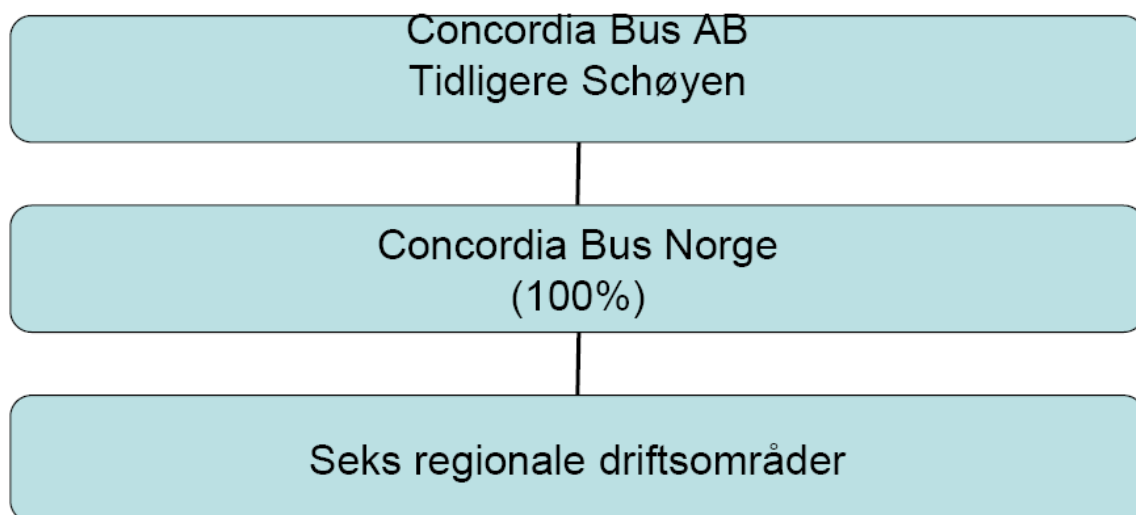 Concordia Bus AB
Tidligere Schøyen
Concordia Bus Norge
(100%)
Seks regionale driftsområder